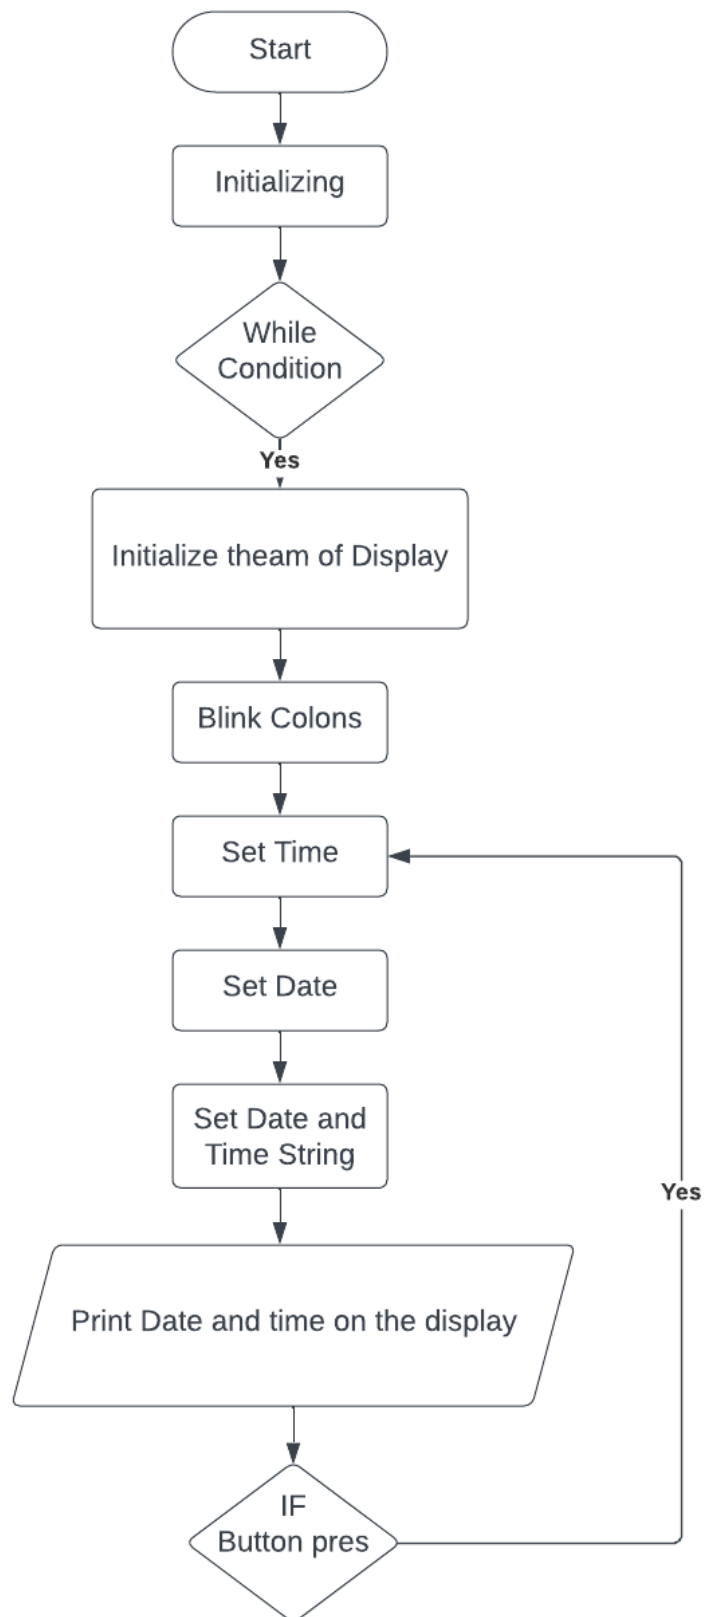 Start
Initializing
While
Condition
Yes
Initialize theam of Display
Blink Colons
Set Time
Set Date
Set Date and
Time String
Yes
Print Date and time on the display
IF
Button pres